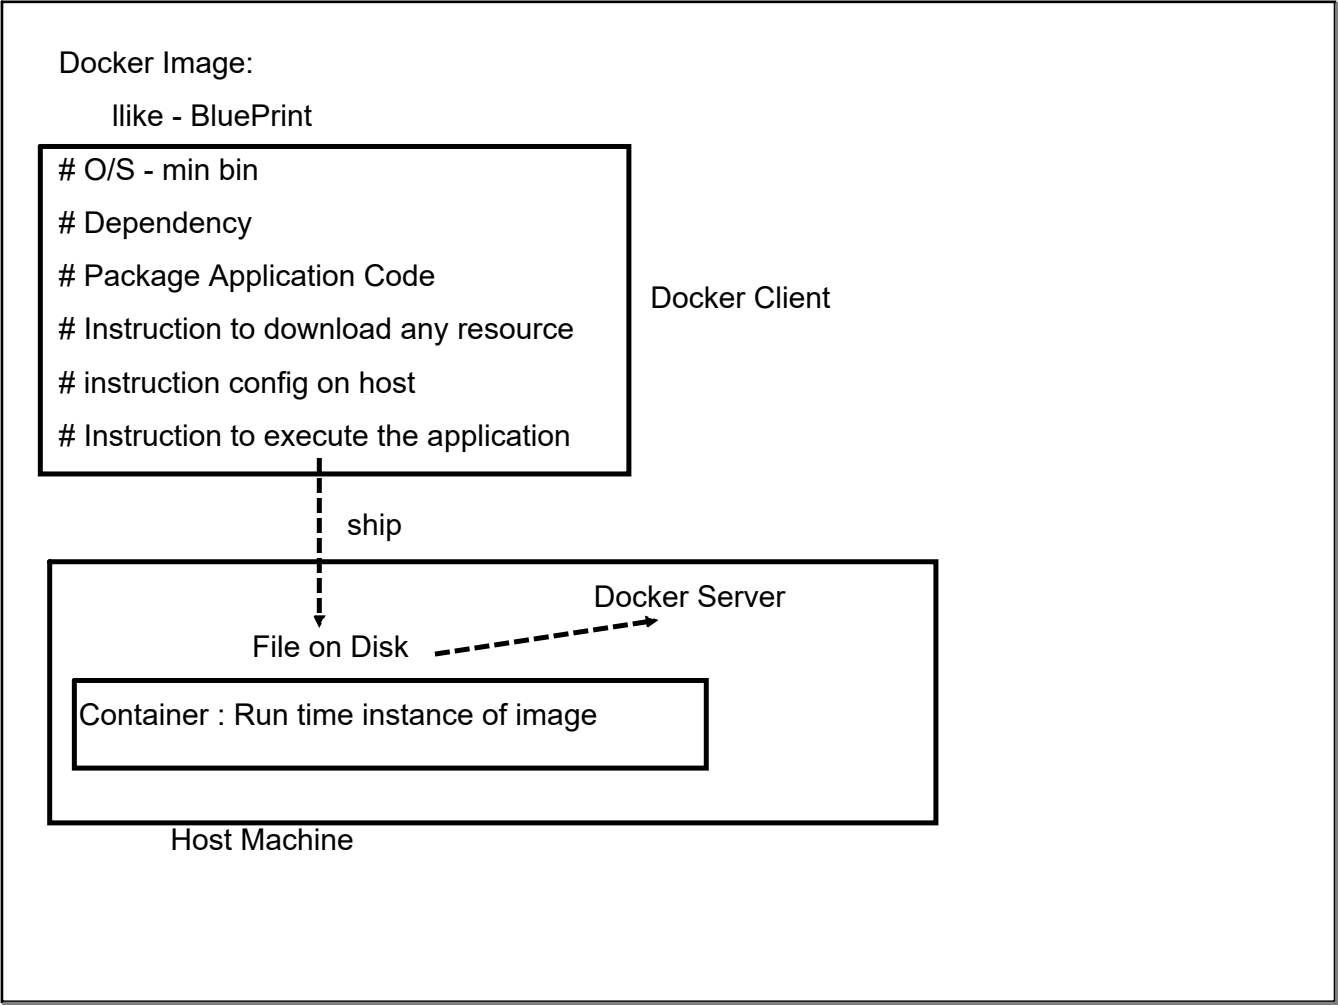 Docker Image:
llike - BluePrint
# O/S - min bin
# Dependency
# Package Application Code
Docker Client
# Instruction to download any resource
# instruction config on host
# Instruction to execute the application
ship
Docker Server
File on Disk
Container : Run time instance of image
Host Machine